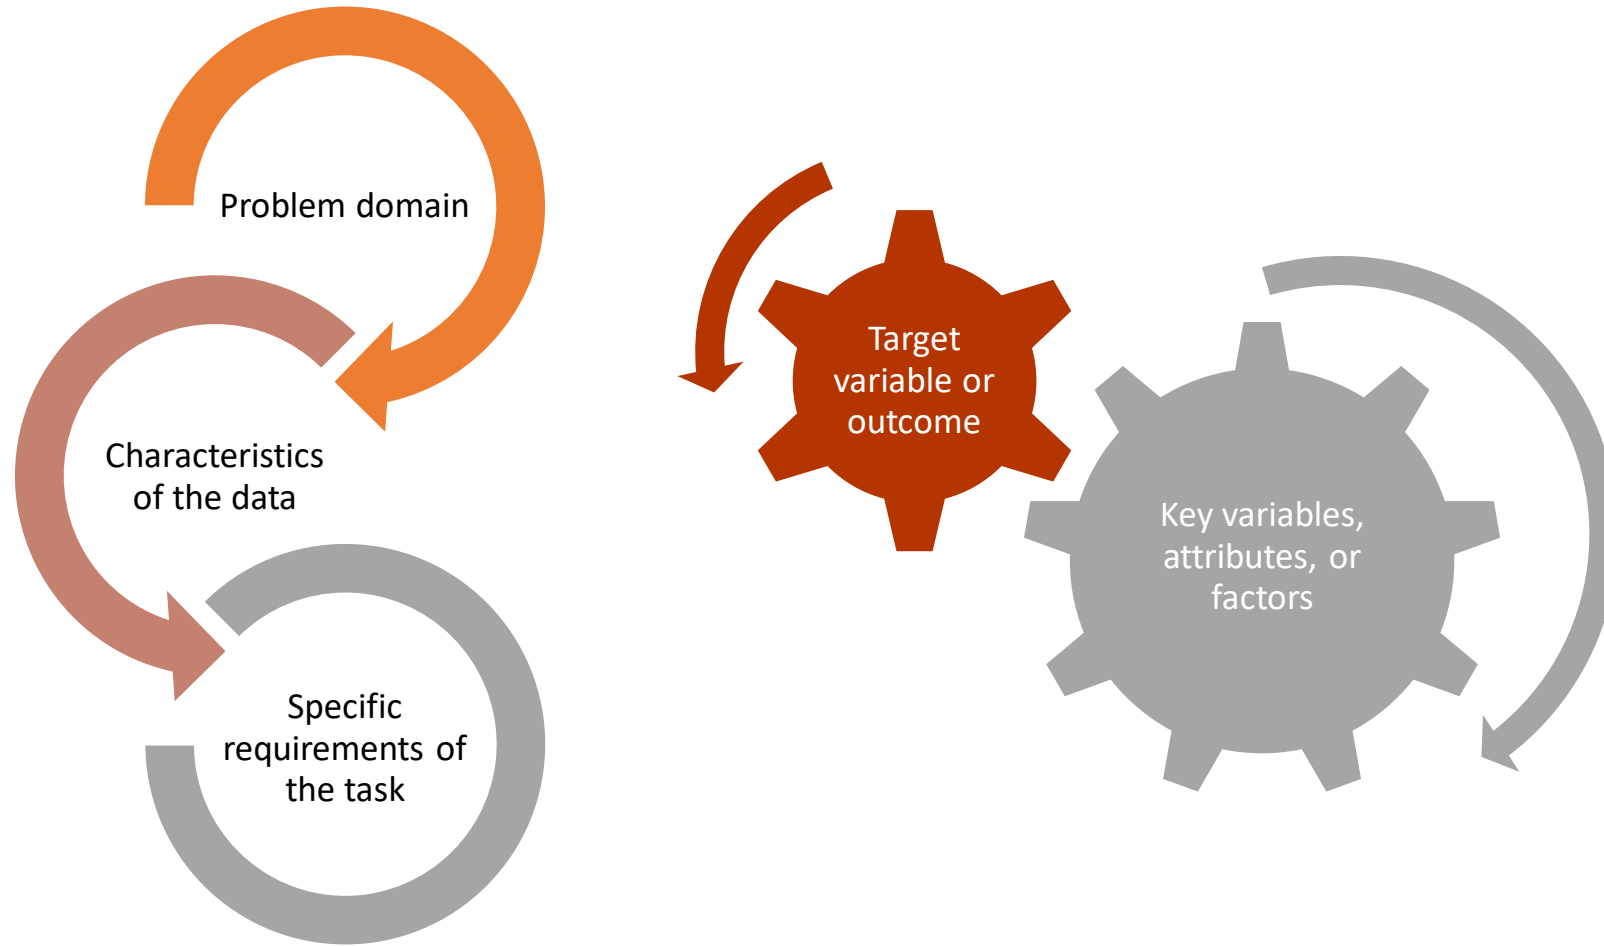 Problem domain
Characteristics
of the data
Specific
requirements of
the task
Target
variable or
outcome
Key variables,
attributes, or
factors